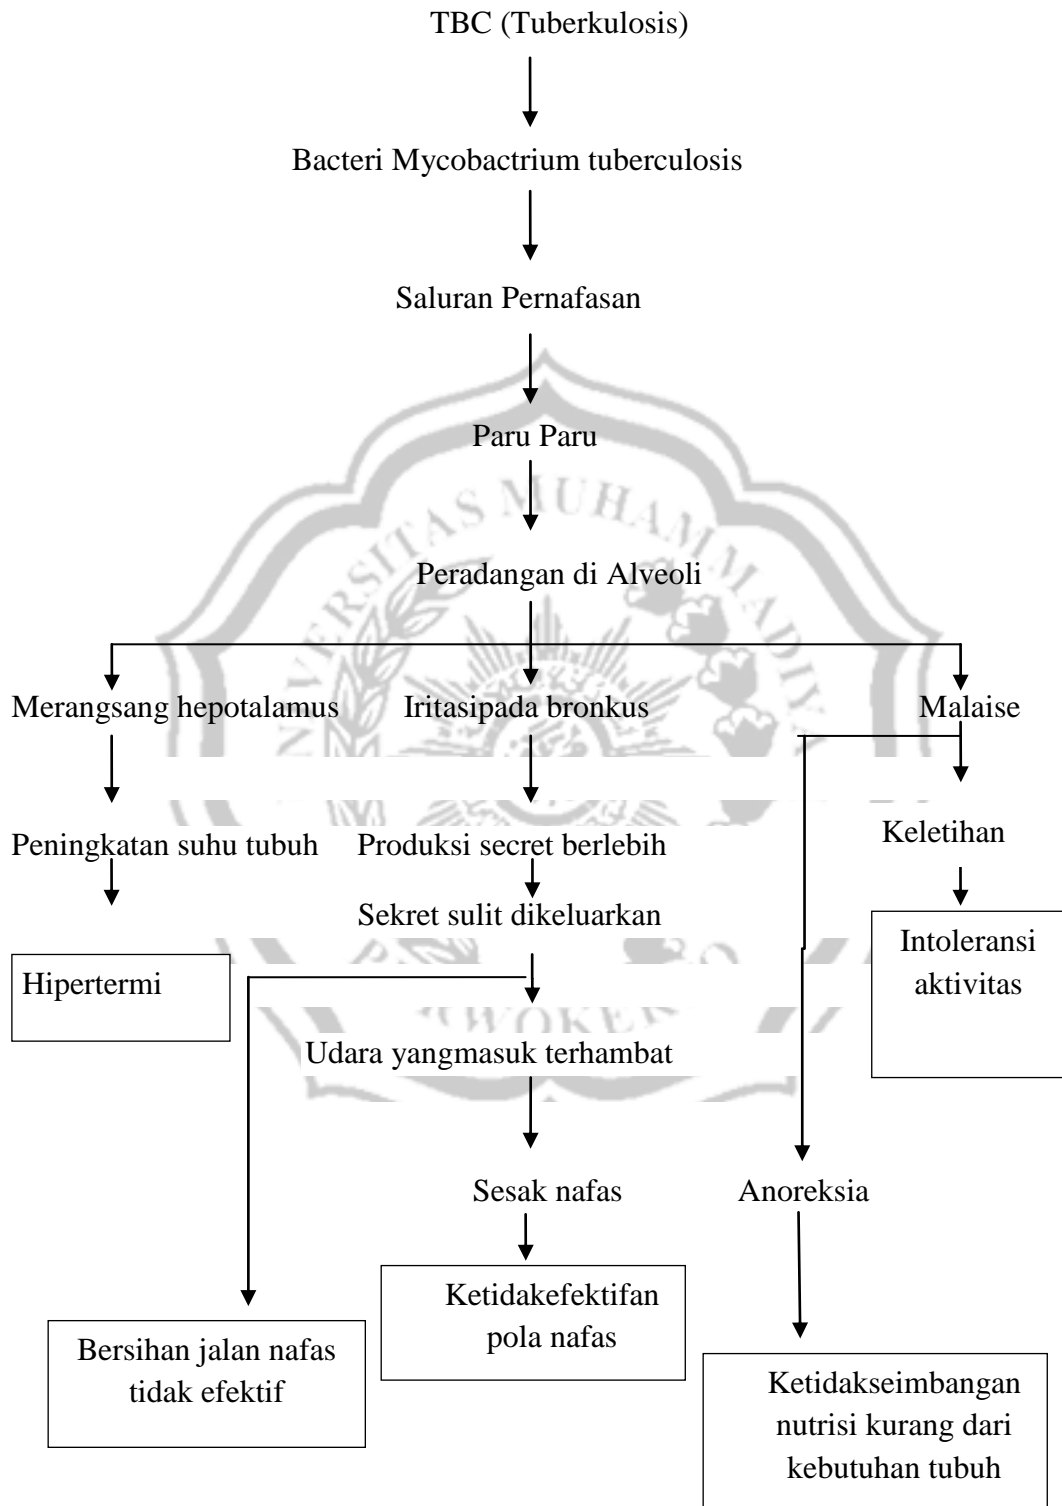 TBC (Tuberkulosis)
Bacteri Mycobactrium tuberculosis
Saluran Pernafasan
Paru Paru
UNIVERSITAS MUHAMMADIYAH
Peradangan di Alveoli
Merangsang hepotalamus
Iritasipada bronkus
Malaise
Peningkatan suhu tubuh
Produksi secret berlebih
Keletihan
Sekret sulit dikeluarkan
Hipertermi
Intoleransi
aktivitas
Udara yangmasuk terhambat
Sesak nafas
Anoreksia
Ketidakefektifan
pola nafas
Bersihan jalan nafas
tidak efektif
Ketidakseimbangan
nutrisi kurang dari
kebutuhan tubuh